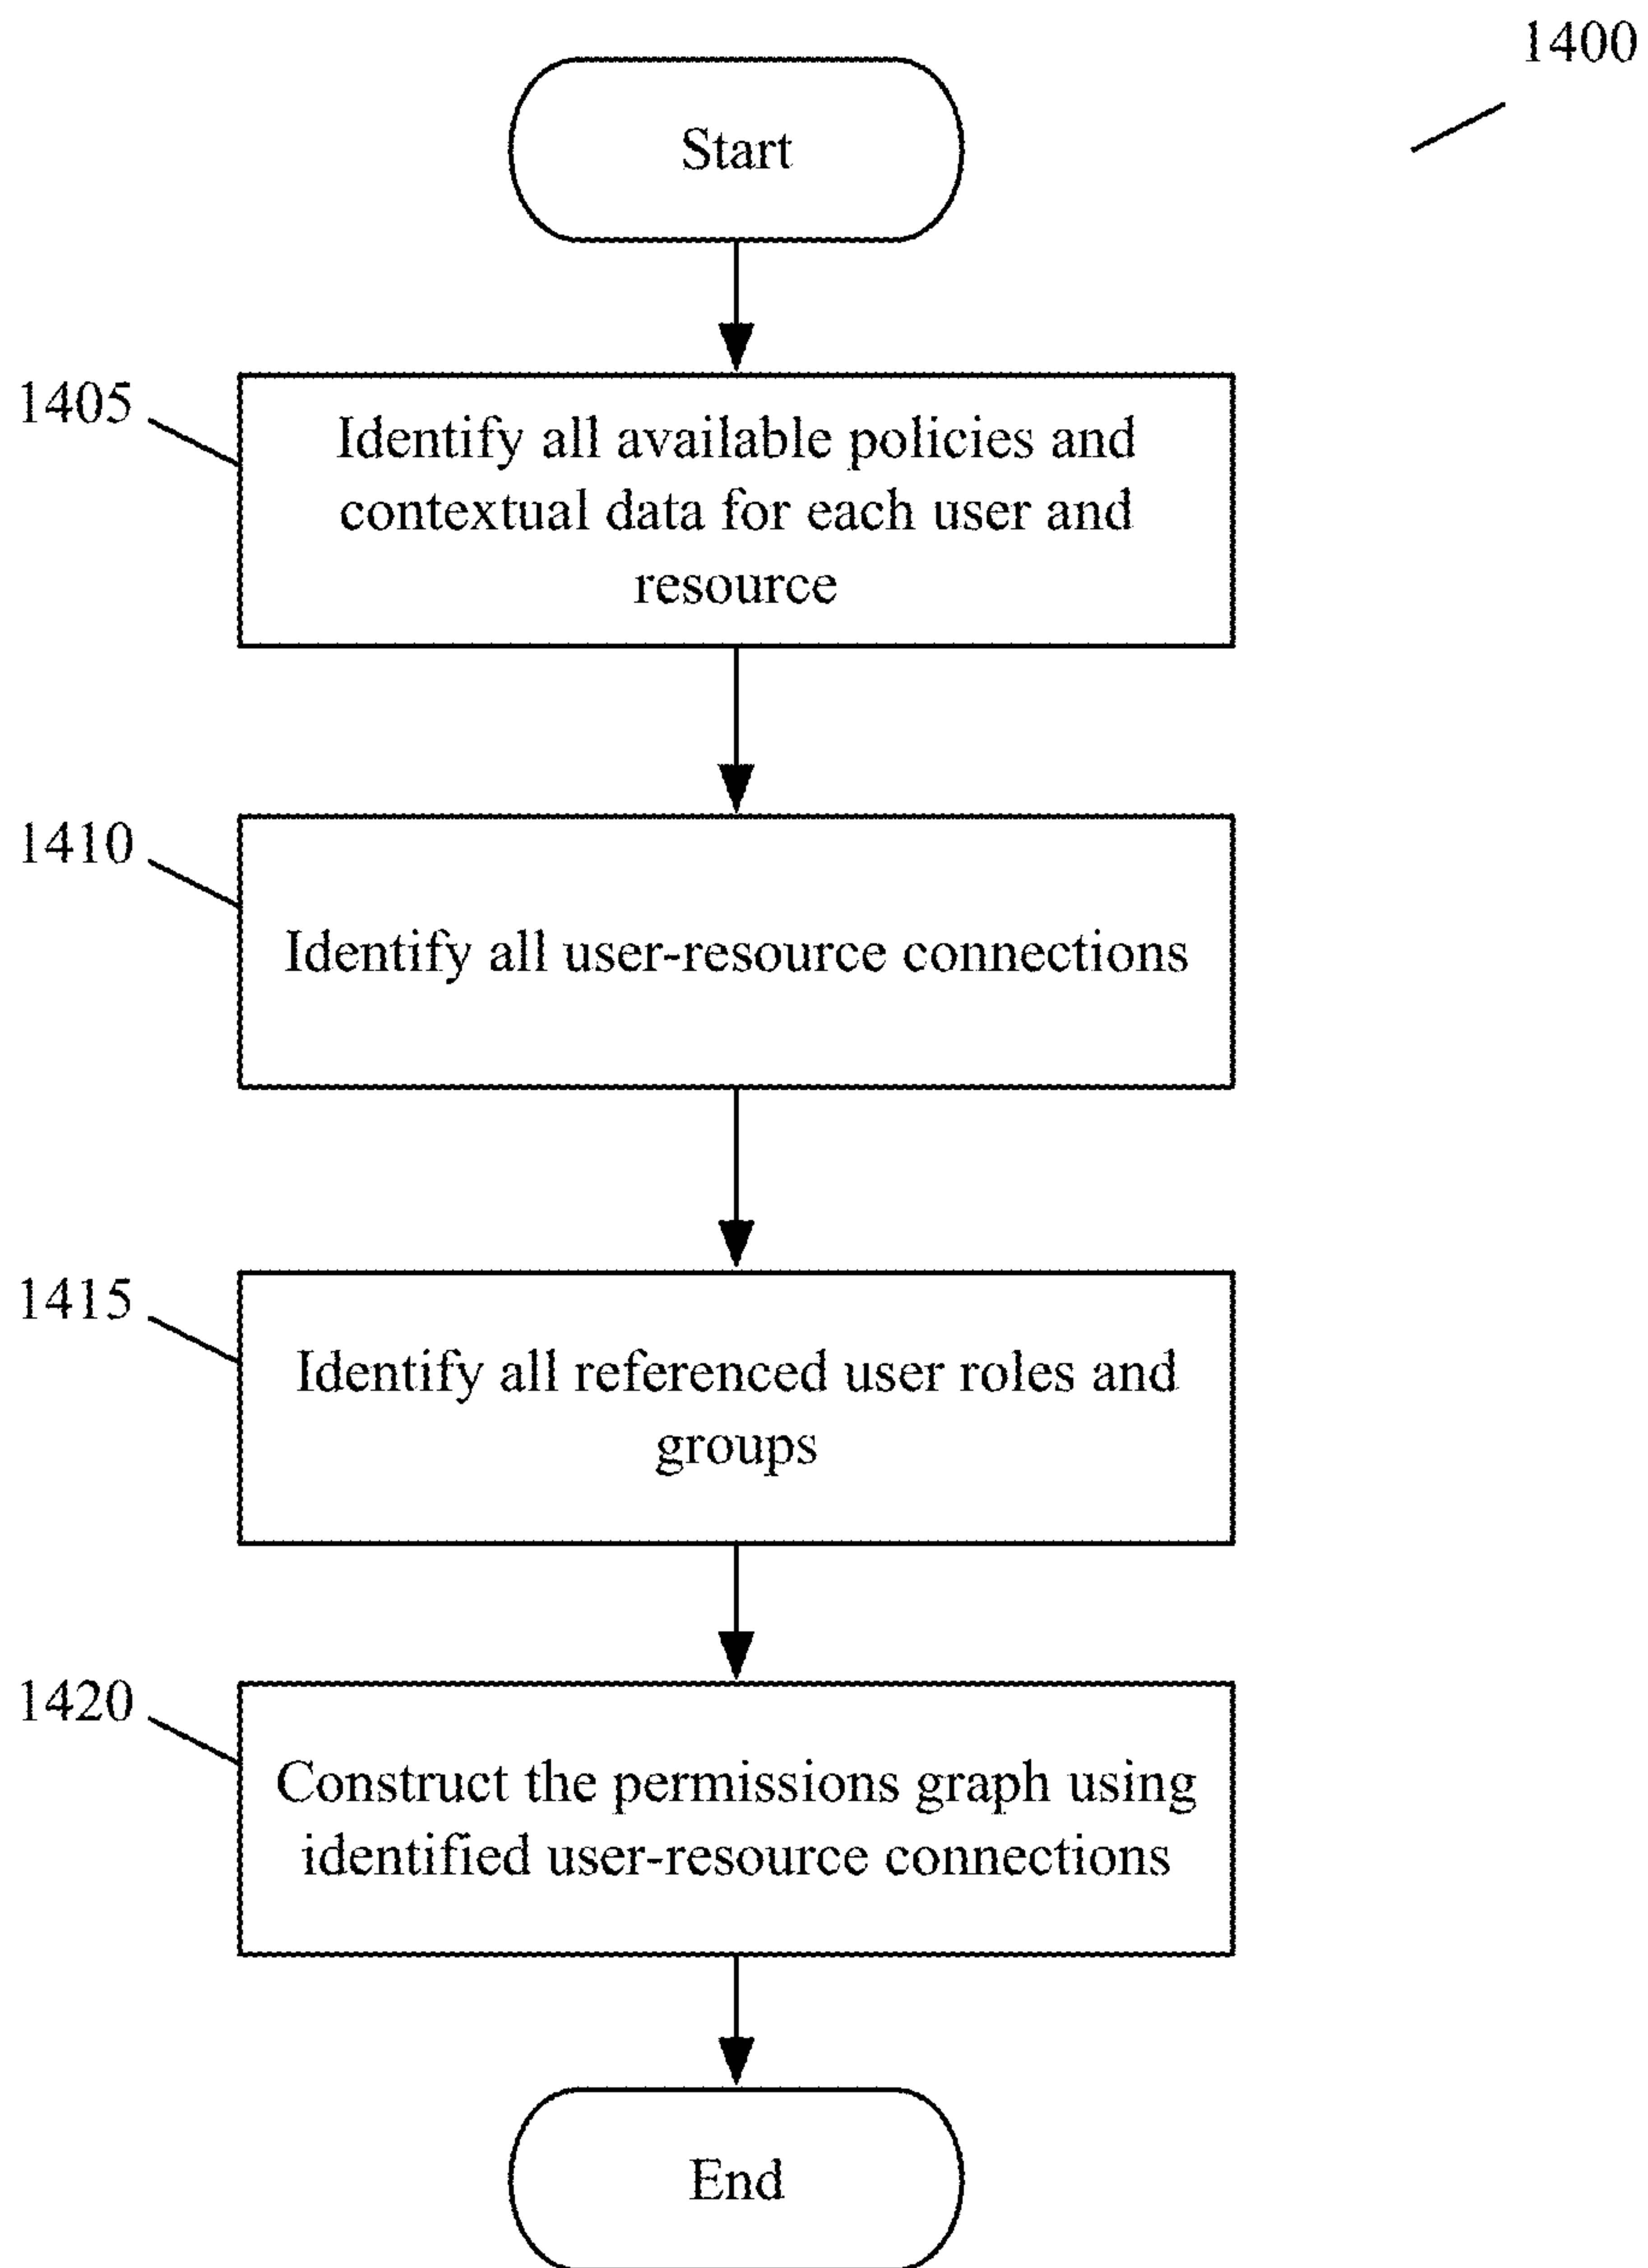 1400
Start
1405
Identify all available policies and
contextual data for each user and
resource
1410
Identify all user-resource connections
1415
Identify all referenced user roles and
groups
1420
Construct the permissions graph using
identified user-resource connections
End